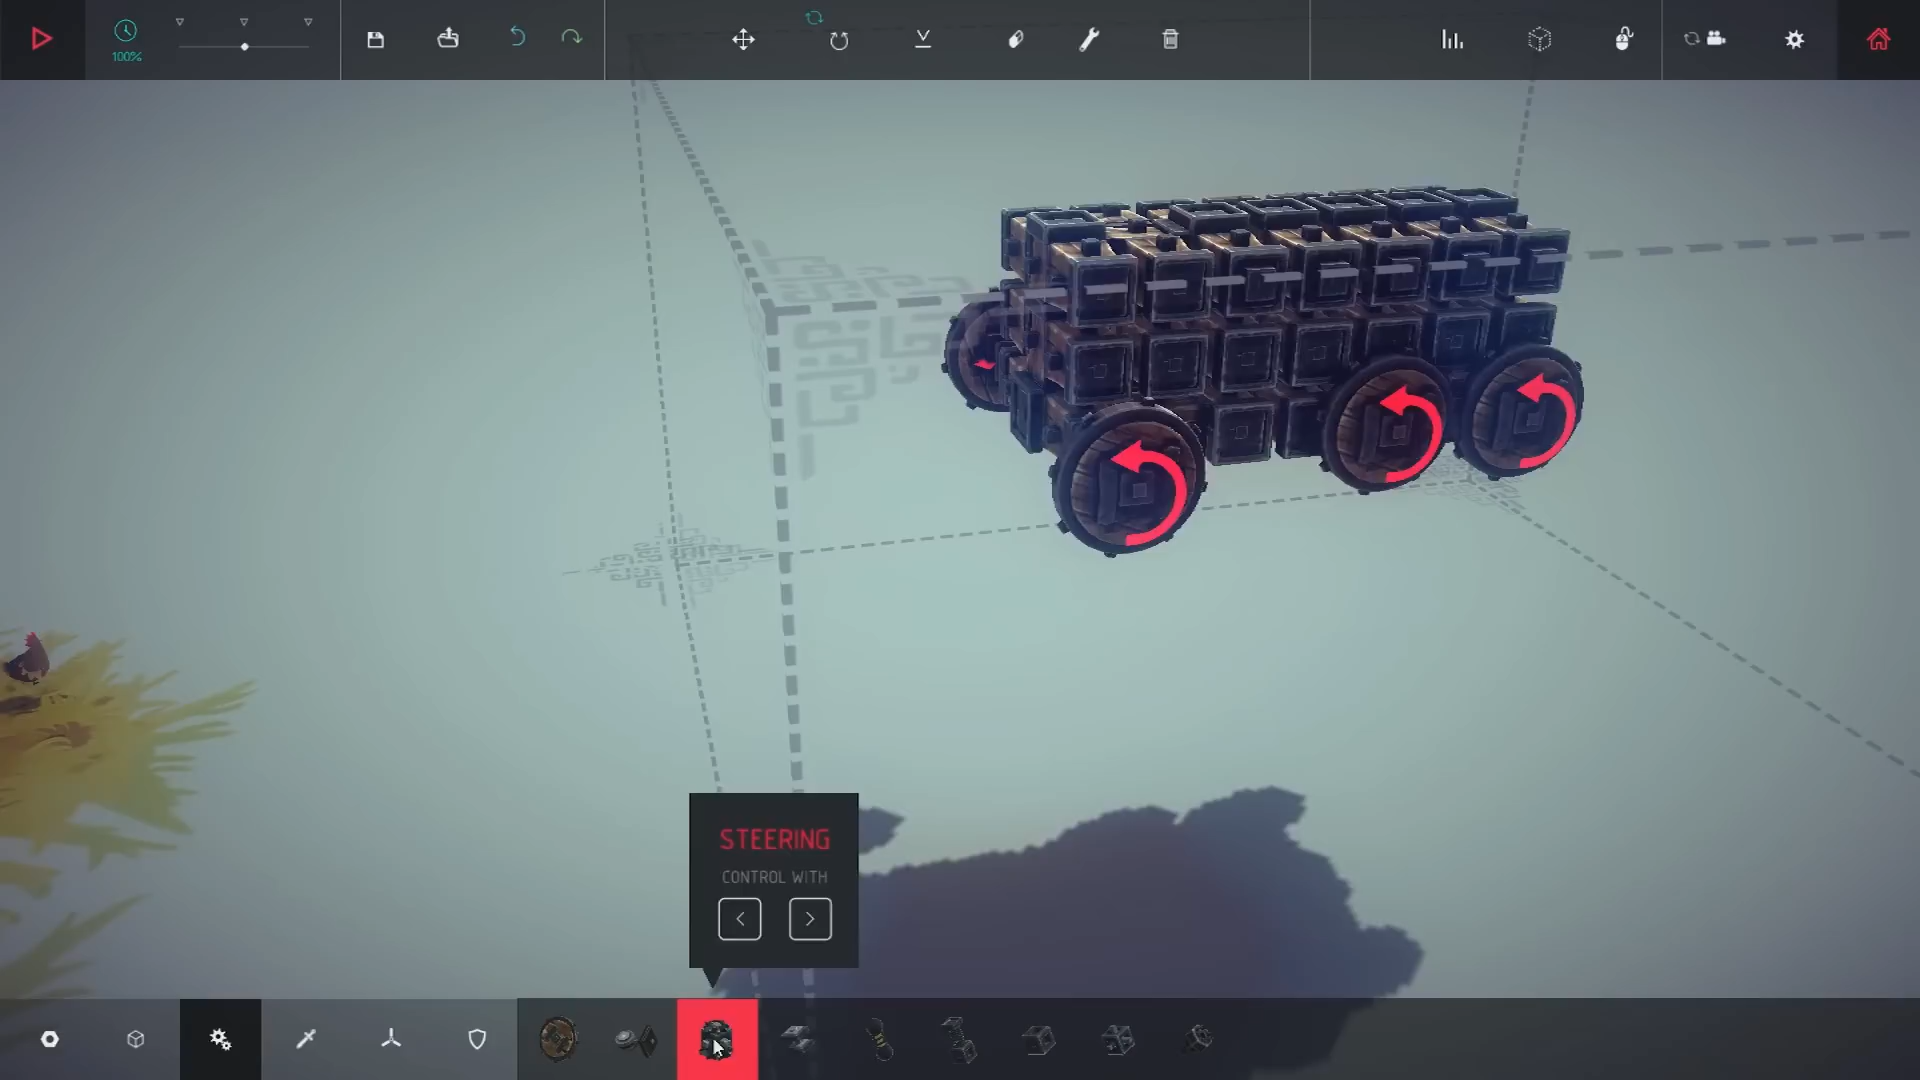 100%
STEERING
CONTROL WITH
< >